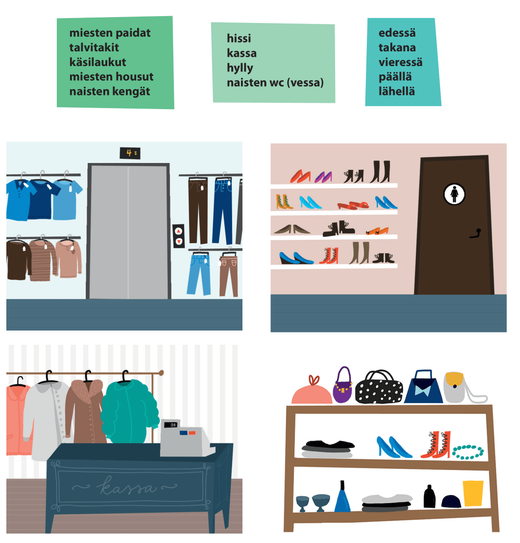 miesten paidat
talvitakit
käsilaukut
miesten housut
naisten kengät
hissi
kassa
hylly
naisten wc (vessa)
edessä
takana
vieressä
päällä
lähellä
kassa